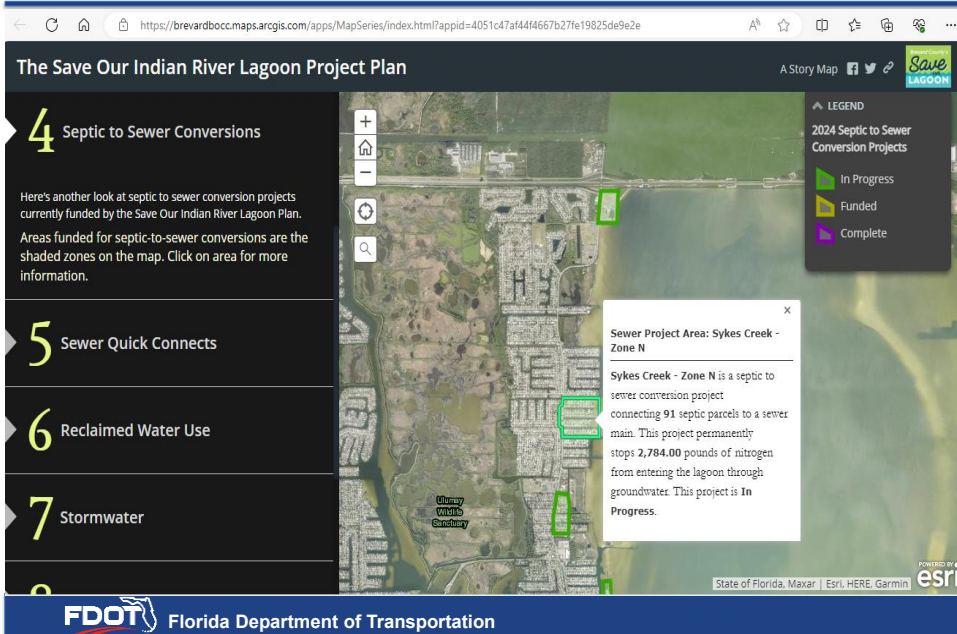 https://brevardbocc.maps.arcgis.com/apps/MapSeries/index.html?appid=4051c47af44f4667b27fe19825de9e2e
The Save Our Indian River Lagoon Project Plan
A Story Map
Save
LAGOON
4 Septic to Sewer Conversions
Here's another look at septic to sewer conversion projects
currently funded by the Save Our Indian River Lagoon Plan.
Areas funded for septic-to-sewer conversions are the
shaded zones on the map. Click on area for more
information.
5 Sewer Quick Connects
6 Reclaimed Water Use
7 Stormwater
+
−
Ulumay
Wildlife
Sanctuary
LEGEND
2024 Septic to Sewer
Conversion Projects
In Progress
Funded
Complete
×
Sewer Project Area: Sykes Creek -
Zone N
Sykes Creek - Zone N is a septic to
sewer conversion project
connecting 91 septic parcels to a sewer
main. This project permanently
stops 2,784.00 pounds of nitrogen
from entering the lagoon through
groundwater. This project is In
Progress.
State of Florida, Maxar | Esri, HERE, Garmin
POWERED BY
esri
FDOT Florida Department of Transportation